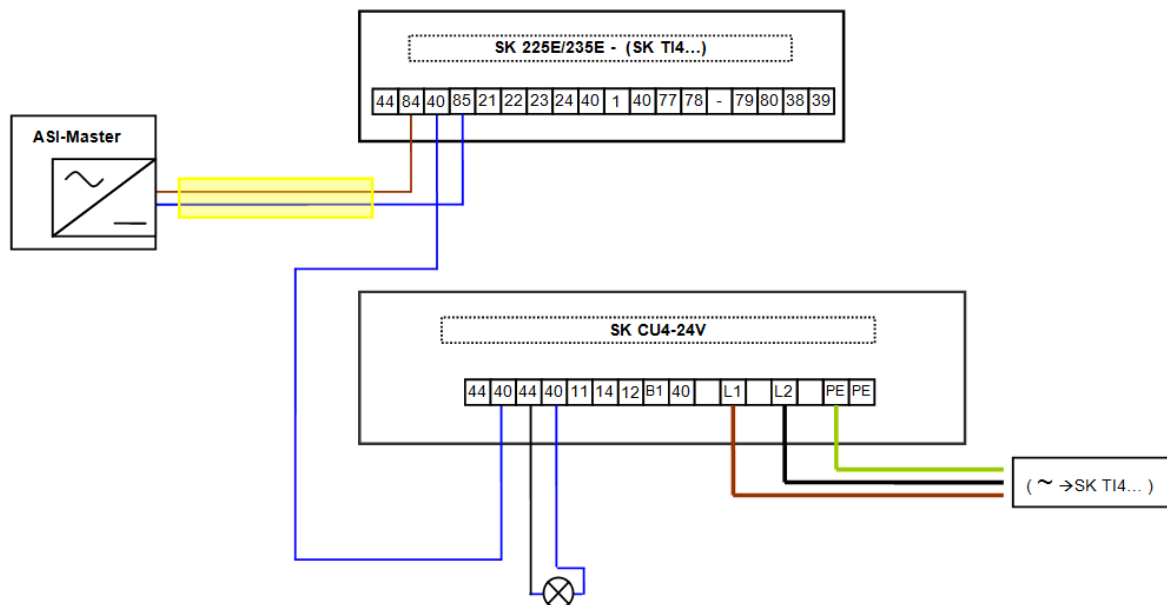 SK 225E/235E - (SK TI4...)
44 84 40 85 21 22 23 24 40 1 40 77 78 - 79 80 38 39
ASI-Master
SK CU4-24V
44 40 44 40 11 14 12 B1 40 L1 L2 PE PE
( ~ →SK TI4... )